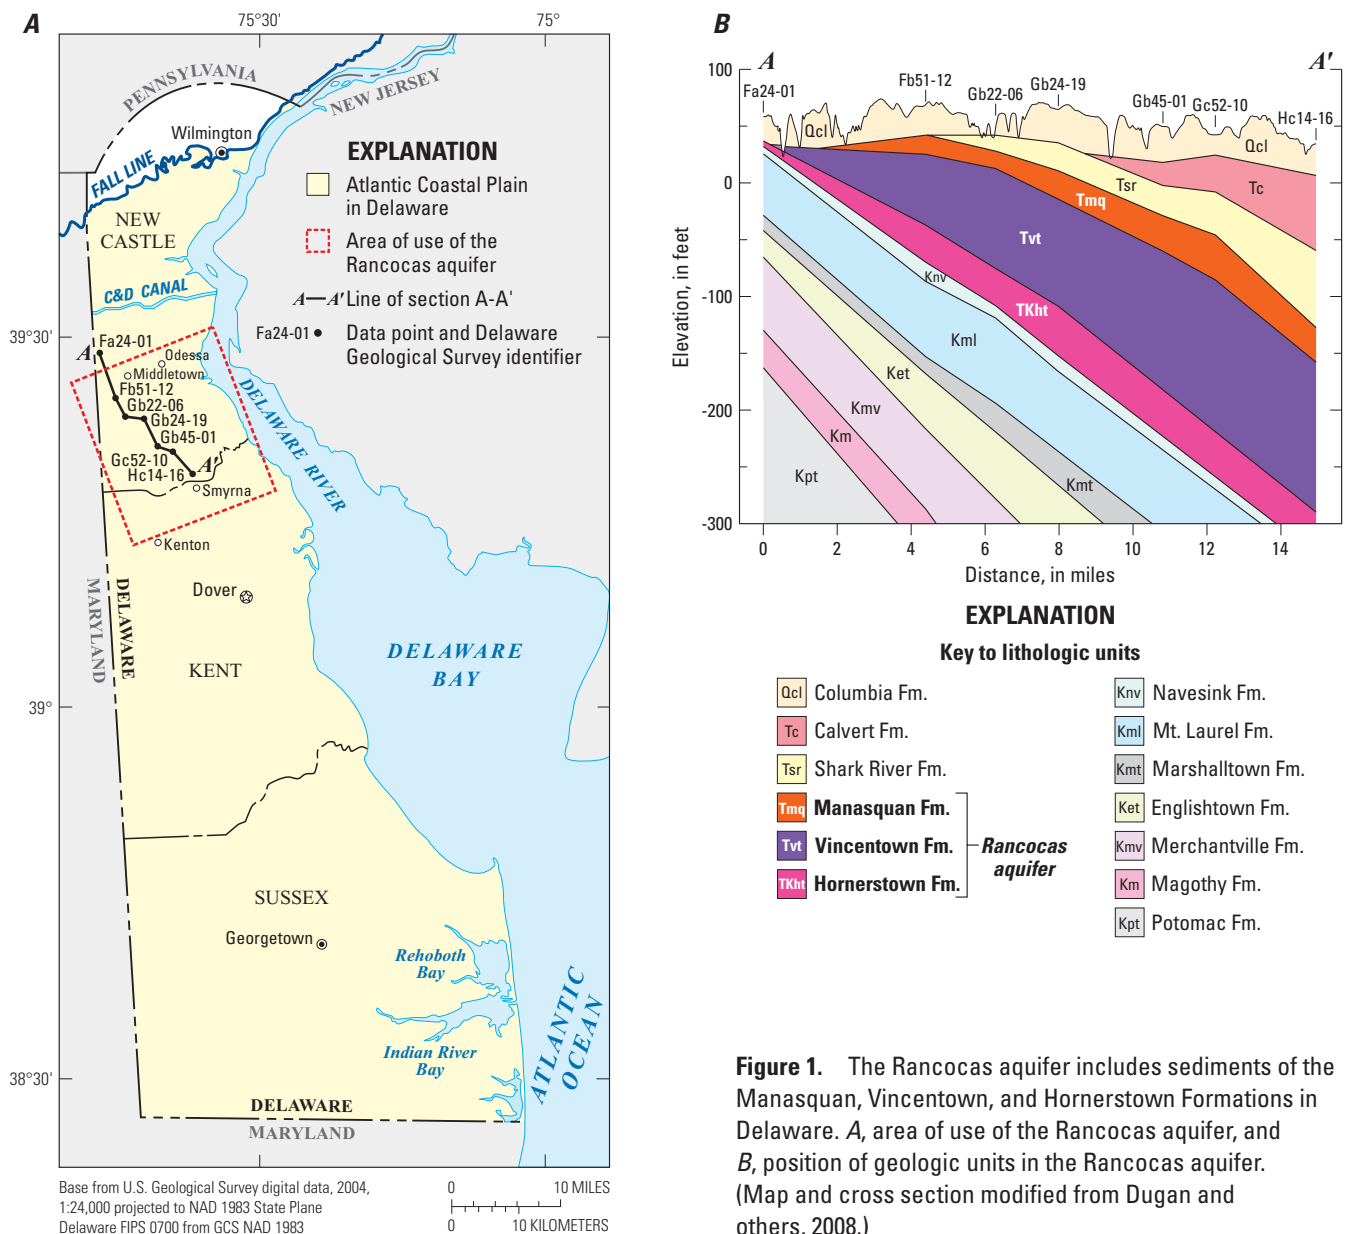 A
75°30'
75°
PENNSYLVANIA
NEW JERSEY
Wilmington
FALL LINE
NEW
CASTLE
C&D CANAL
EXPLANATION
Atlantic Coastal Plain
in Delaware
Area of use of the
Rancocas aquifer
A—A' Line of section A-A'
Fa24-01 Data point and Delaware
Geological Survey identifier
39°30'
A
Fa24-01
Odessa
Middletown
Fb51-12
Gb22-06
Gb24-19
Gb45-01
Gc52-10
Hc14-16
A'
Smyrna
Kenton
DELAWARE RIVER
Dover
MARYLAND
DELAWARE
KENT
DELAWARE
BAY
39°
SUSSEX
Georgetown
Rehoboth
Bay
Indian River
Bay
ATLANTIC
OCEAN
38°30'
DELAWARE
MARYLAND
Base from U.S. Geological Survey digital data, 2004,
1:24,000 projected to NAD 1983 State Plane
Delaware FIPS 0700 from GCS NAD 1983
0 10 MILES
0 10 KILOMETERS
B
A
A'
Fa24-01
Fb51-12
Gb22-06
Gb24-19
Gb45-01
Gc52-10
Hc14-16
100
0
-100
-200
-300
Elevation, in feet
Qcl
Qcl
Tc
Tsr
Tmq
Tvt
Knv
TKht
Kml
Ket
Kmv
Km
Kmt
Kpt
0 2 4 6 8 10 12 14
Distance, in miles
EXPLANATION
Key to lithologic units
Qcl Columbia Fm.
Tc Calvert Fm.
Tsr Shark River Fm.
Tmq Manasquan Fm.
Tvt Vincentown Fm.
TKht Hornerstown Fm.
Rancocas
aquifer
Knv Navesink Fm.
Kml Mt. Laurel Fm.
Kmt Marshalltown Fm.
Ket Englishtown Fm.
Kmv Merchantville Fm.
Km Magothy Fm.
Kpt Potomac Fm.
Figure 1. The Rancocas aquifer includes sediments of the
Manasquan, Vincentown, and Hornerstown Formations in
Delaware. A, area of use of the Rancocas aquifer, and
B, position of geologic units in the Rancocas aquifer.
(Map and cross section modified from Dugan and
others, 2008.)